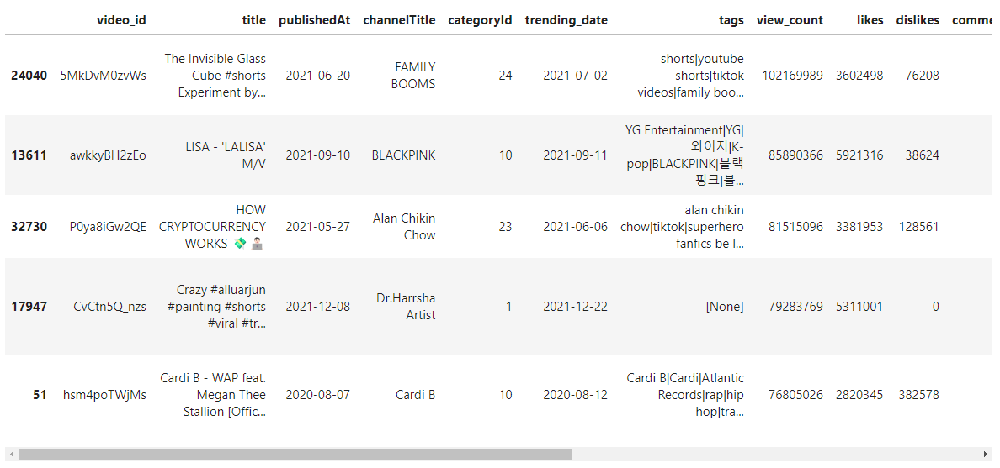 video_id title publishedAt channelTitle categoryId trending_date tags view_count likes dislikes comme
24040 5MkDvM0zvWs The Invisible Glass Cube #shorts Experiment by... 2021-06-20 FAMILY BOOMS 24 2021-07-02 shorts|youtube shorts|tiktok videos|family boo... 102169989 3602498 76208
13611 awkkyBH2zEo LISA - 'LALISA' M/V 2021-09-10 BLACKPINK 10 2021-09-11 YG Entertainment|YG|와이지|K-pop|BLACKPINK|블랙핑크|블... 85890366 5921316 38624
32730 P0ya8iGw2QE HOW CRYPTOCURRENCY WORKS 💸 👨🏻‍💻 2021-05-27 Alan Chikin Chow 23 2021-06-06 alan chikin chow|tiktok|superhero fanfics be l... 81515096 3381953 128561
17947 CvCtn5Q_nzs Crazy #alluarjun #painting #shorts #viral #tr... 2021-12-08 Dr.Harrsha Artist 1 2021-12-22 [None] 79283769 5311001 0
51 hsm4poTWjMs Cardi B - WAP feat. Megan Thee Stallion [Offic... 2020-08-07 Cardi B 10 2020-08-12 Cardi B|Cardi|Atlantic Records|rap|hip hop|tra... 76805026 2820345 382578